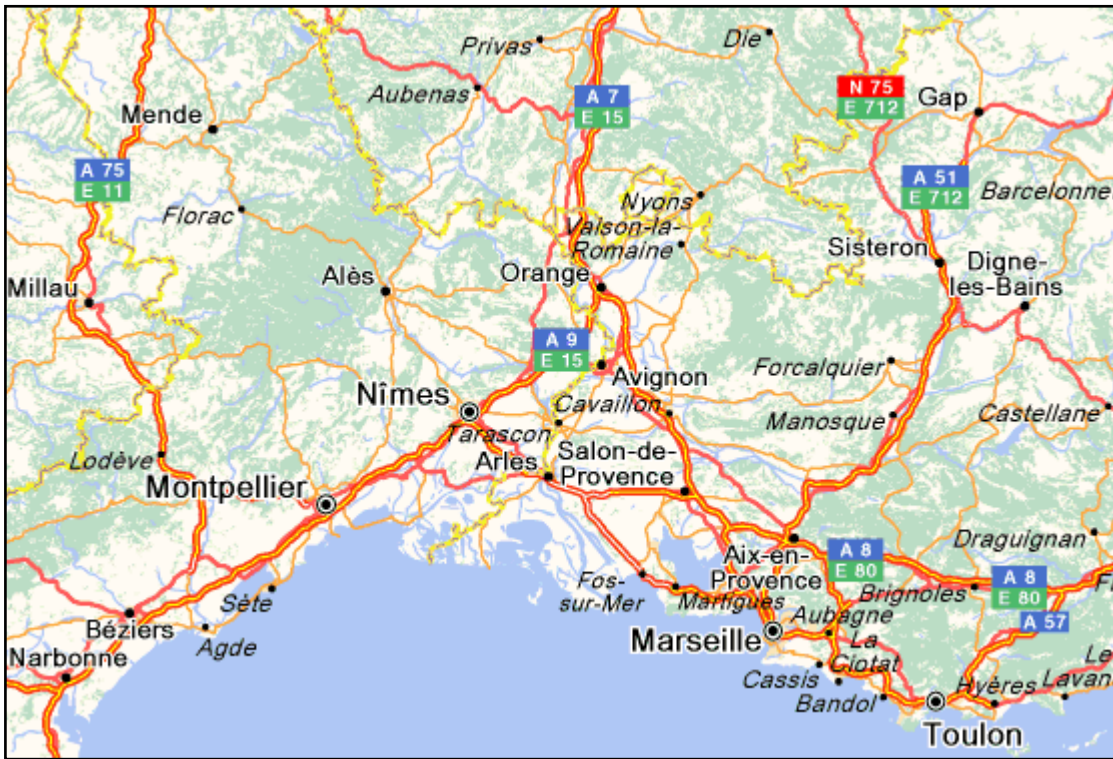 Privas
Die
Aubenas
A 7
E 15
N 75
E 712
Gap
Mende
A 75
E 11
A 51
E 712
Barcelonne
Florac
Nyons
Vaison-la-
Romaine
Sisteron
Digne-
les-Bains
Millau
Alès
Orange
A 9
E 15
Avignon
Forcalquier
Nîmes
Cavaillon
Manosque
Castellane
Tarascon
Lodève
Arles
Salon-de-
Provence
Montpellier
Draguignan
Aix-en-
Provence
A 8
E 80
A 8
E 80
Fos-
sur-Mer
Martigues
Brignoles
Sète
Aubagne
A 57
Béziers
Agde
Marseille
La
Ciotat
Narbonne
Cassis
Bandol
Hyères
Lavan
Toulon